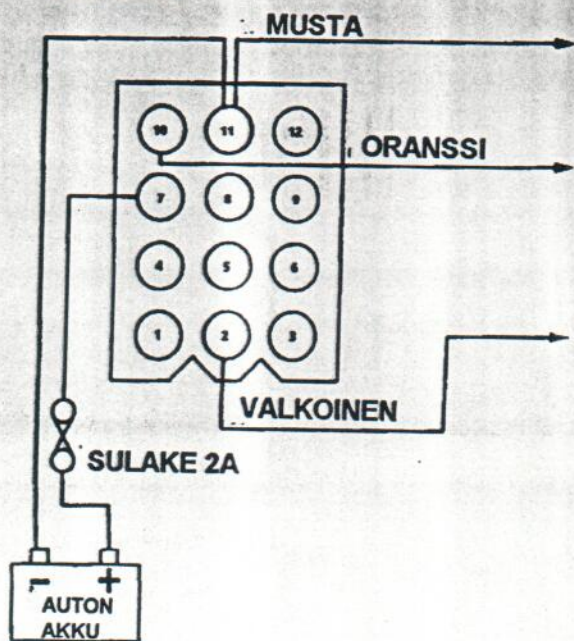 MUSTA
10 11 12
ORANSSI
7 8 9
4 5 6
1 2 3
VALKOINEN
SULAKE 2A
- +
AUTON
AKKU